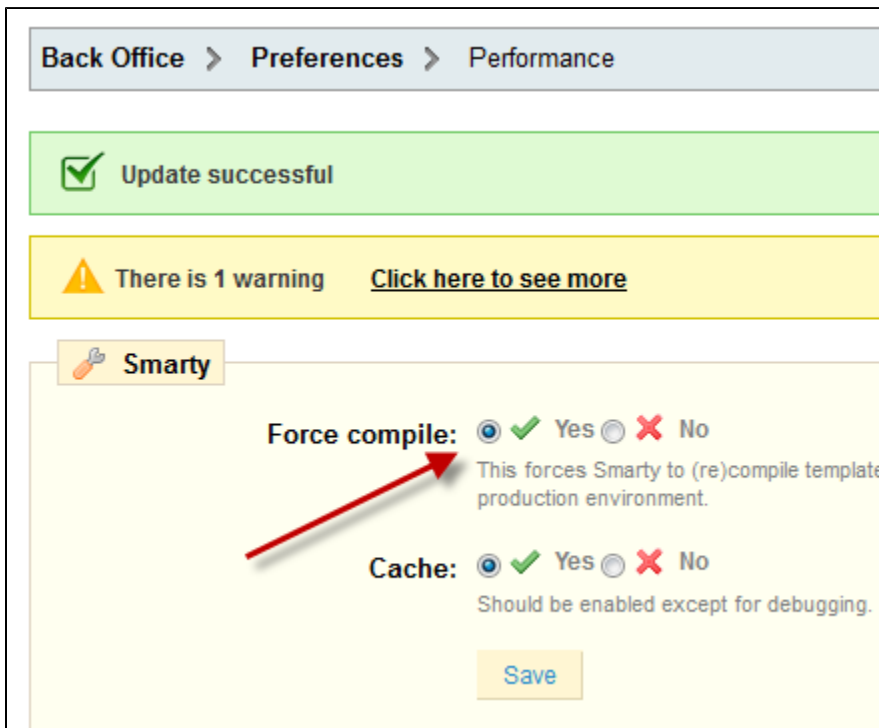 Back Office > Preferences > Performance
Update successful
There is 1 warning Click here to see more
Smarty
Force compile: Yes No
This forces Smarty to (re)compile template
production environment.
Cache: Yes No
Should be enabled except for debugging.
Save